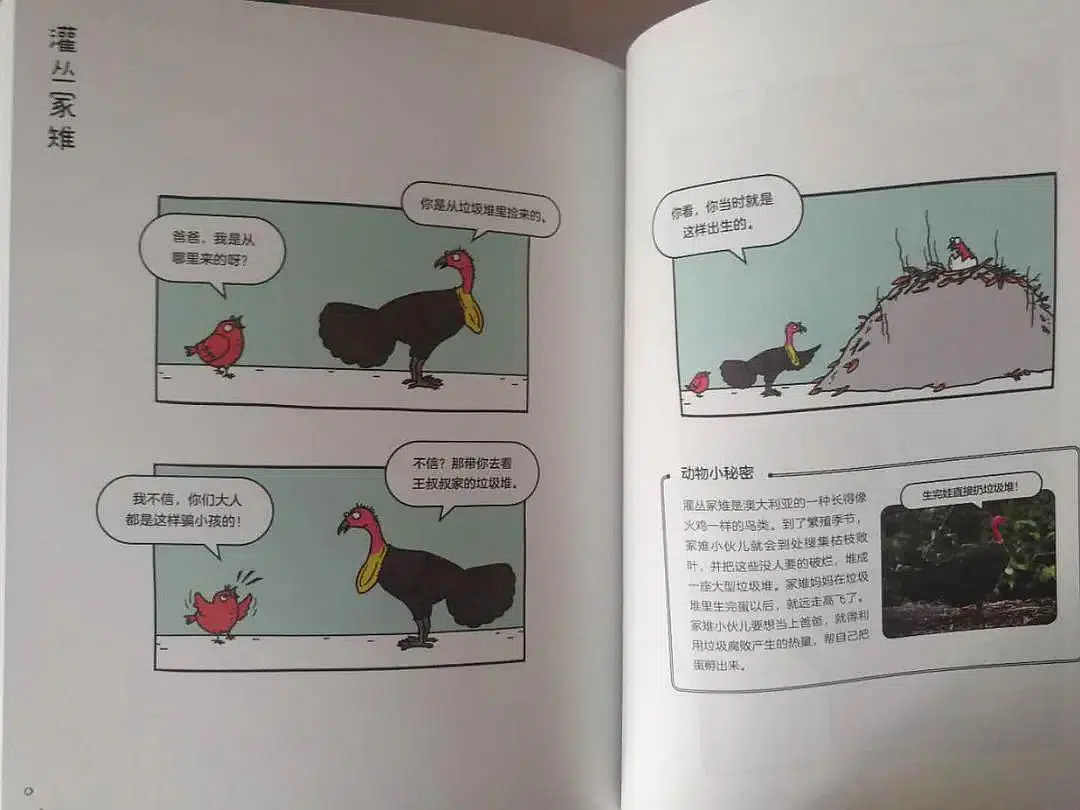 灌丛冢雉
爸爸，我是从
哪里来的呀？
你是从垃圾堆里捡来的。
我不信，你们大人
都是这样骗小孩的！
不信？那带你去看
王叔叔家的垃圾堆。
你看，你当时就是
这样出生的。
动物小秘密
灌丛冢雉是澳大利亚的一种长得像
火鸡一样的鸟类。到了繁殖季节，
冢雉小伙儿就会到处搜集枯枝败
叶，并把这些没人要的破烂，堆成
一座大型垃圾堆。冢雉妈妈在垃圾
堆里生完蛋以后，就远走高飞了。
冢雉小伙儿要想当上爸爸，就得利
用垃圾腐败产生的热量，帮自己把
蛋孵出来。
生完娃直接扔垃圾堆！